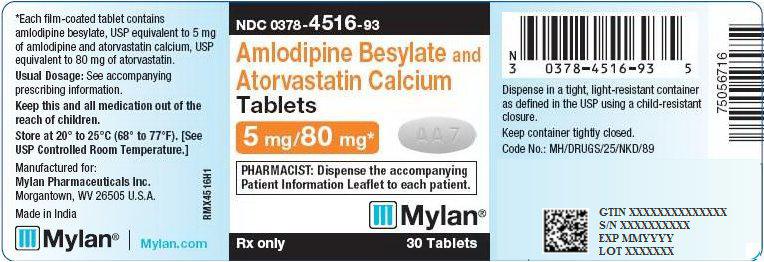 *Each film-coated tablet contains
amlodipine besylate, USP equivalent to 5 mg
of amlodipine and atorvastatin calcium, USP
equivalent to 80 mg of atorvastatin.
Usual Dosage: See accompanying
prescribing information.
Keep this and all medication out of the
reach of children.
Store at 20° to 25°C (68° to 77°F). [See
USP Controlled Room Temperature.]
Manufactured for:
Mylan Pharmaceuticals Inc.
Morgantown, WV 26505 U.S.A.
Made in India
Mylan®
Mylan.com
RMX4516H1
NDC 0378-4516-93
Amlodipine Besylate and
Atorvastatin Calcium
Tablets
5 mg/80 mg*
AA7
PHARMACIST: Dispense the accompanying
Patient Information Leaflet to each patient.
Mylan®
Rx only 30 Tablets
N
3 0378-4516-93 5
75056716
Dispense in a tight, light-resistant container
as defined in the USP using a child-resistant
closure.
Keep container tightly closed.
Code No.: MH/DRUGS/25/NKD/89
GTIN XXXXXXXXXXXXXX
S/N XXXXXXXXXX
EXP MMYYYY
LOT XXXXXXX